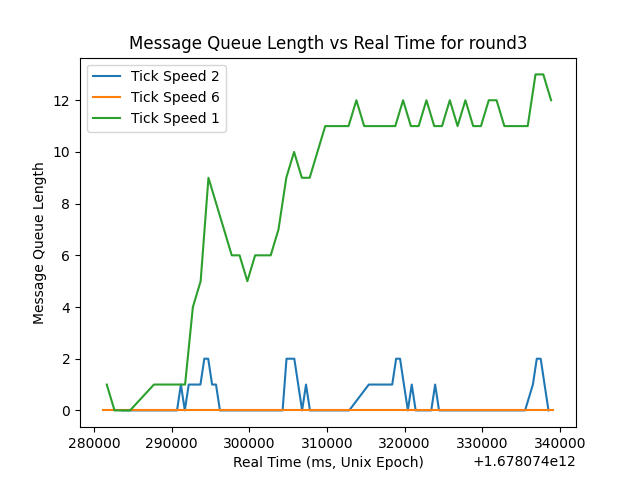 Message Queue Length vs Real Time for round3
Tick Speed 2
Tick Speed 6
Tick Speed 1
Message Queue Length
12
10
8
6
4
2
0
280000 290000 300000 310000 320000 330000 340000
Real Time (ms, Unix Epoch) +1.678074e12